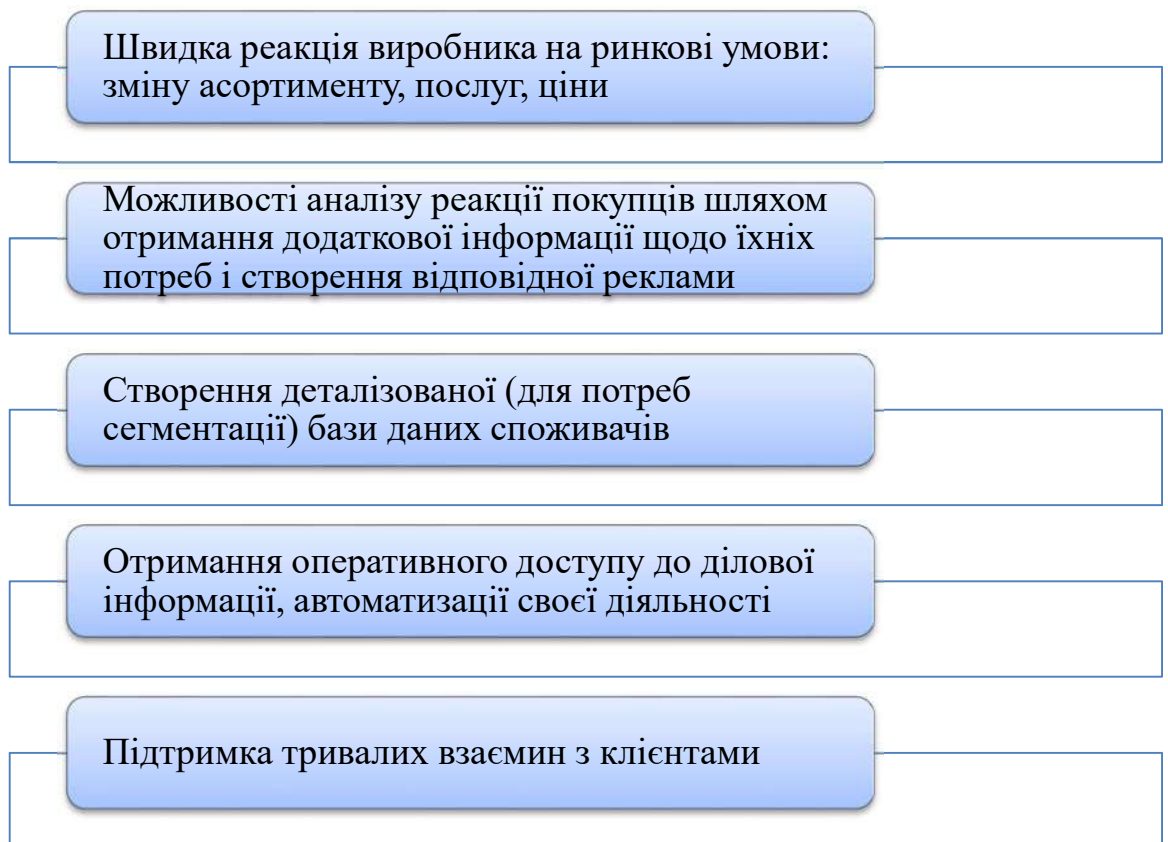 Швидка реакція виробника на ринкові умови:
зміну асортименту, послуг, ціни
Можливості аналізу реакції покупців шляхом
отримання додаткової інформації щодо їхніх
потреб і створення відповідної реклами
Створення деталізованої (для потреб
сегментації) бази даних споживачів
Отримання оперативного доступу до ділової
інформації, автоматизації своєї діяльності
Підтримка тривалих взаємин з клієнтами